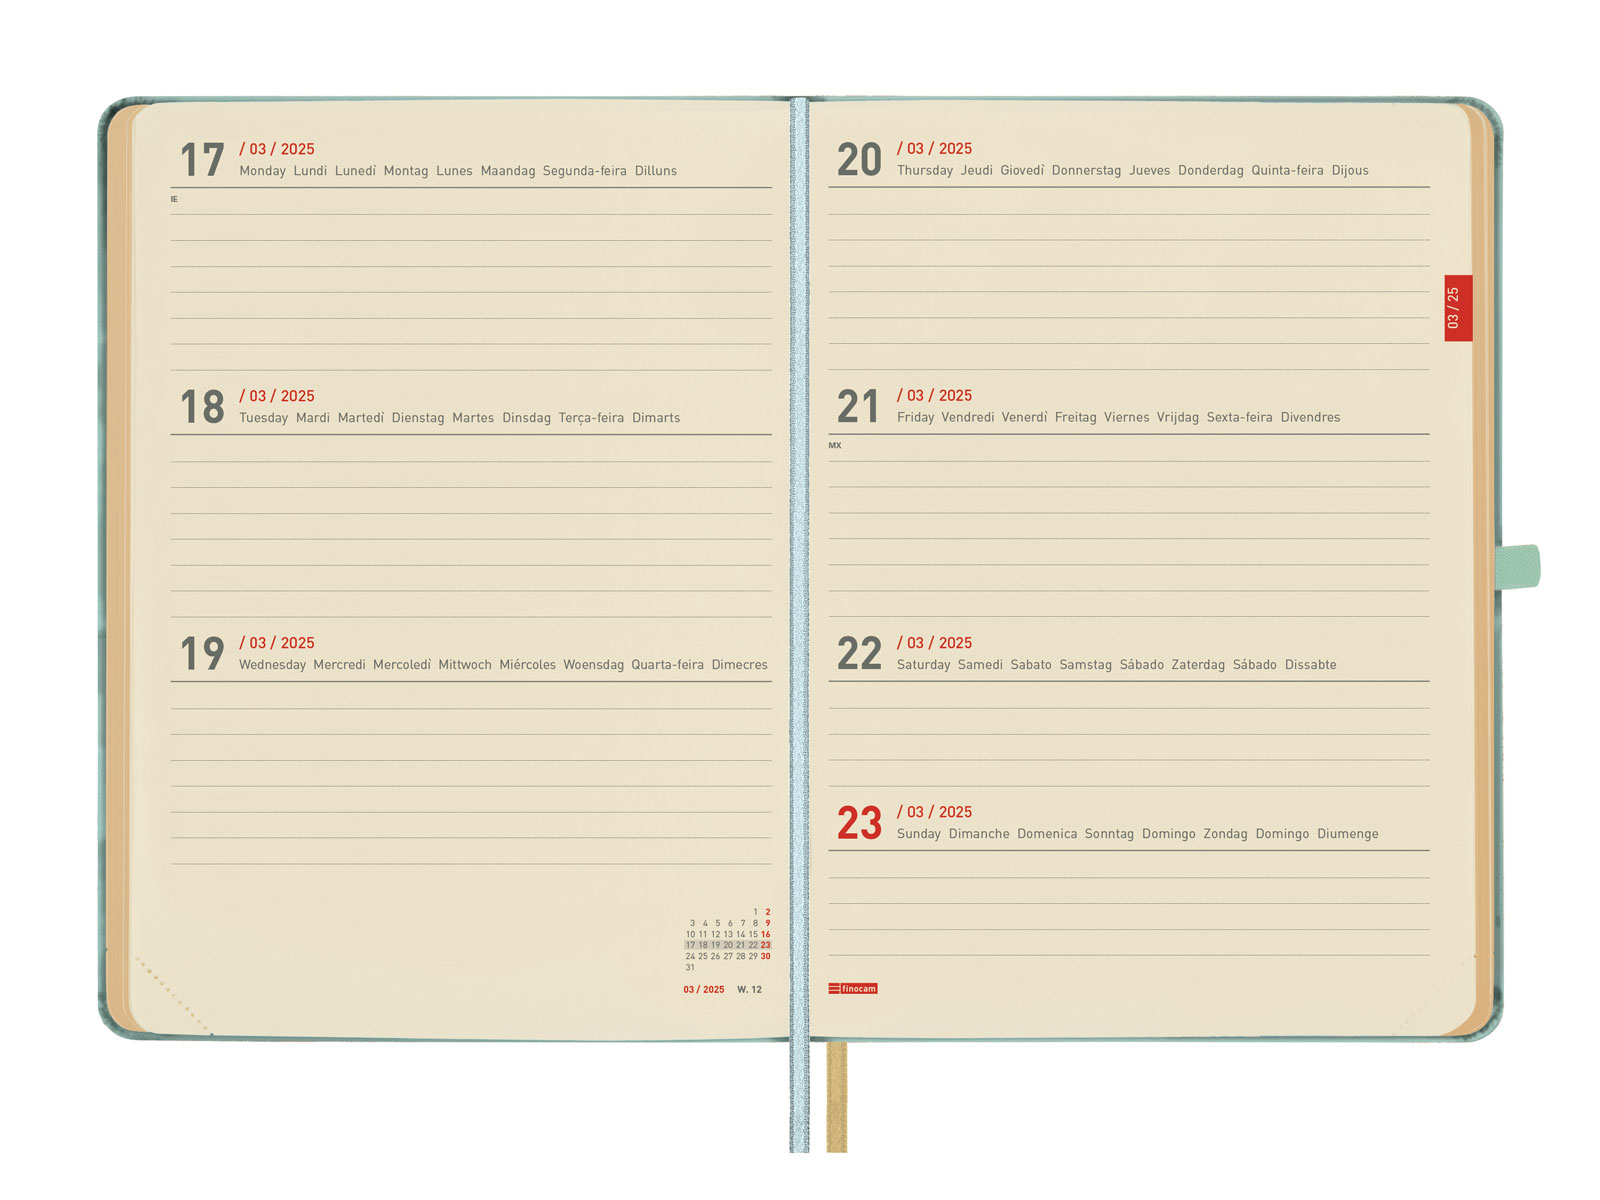 17 / 03 / 2025
Monday Lundi Lunedì Montag Lunes Maandag Segunda-feira Dilluns
IE
18 / 03 / 2025
Tuesday Mardi Martedì Dienstag Martes Dinsdag Terça-feira Dimarts
19 / 03 / 2025
Wednesday Mercredi Mercoledì Mittwoch Miércoles Woensdag Quarta-feira Dimecres
1 2
3 4 5 6 7 8 9
10 11 12 13 14 15 16
17 18 19 20 21 22 23
24 25 26 27 28 29 30
31
03 / 2025 W. 12
20 / 03 / 2025
Thursday Jeudi Giovedì Donnerstag Jueves Donderdag Quinta-feira Dijous
03 / 25
21 / 03 / 2025
Friday Vendredi Venerdì Freitag Viernes Vrijdag Sexta-feira Divendres
MX
22 / 03 / 2025
Saturday Samedi Sabato Samstag Sábado Zaterdag Sábado Dissabte
23 / 03 / 2025
Sunday Dimanche Domenica Sonntag Domingo Zondag Domingo Diumenge
finocam